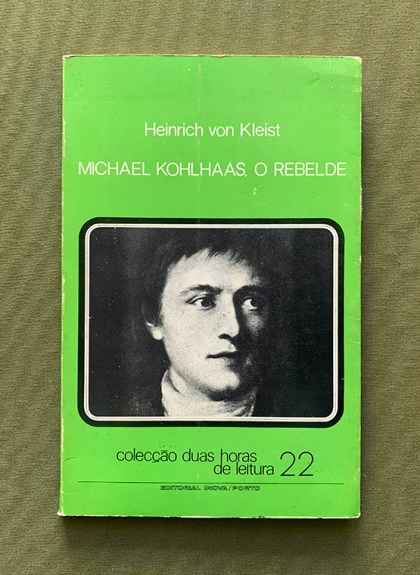 Heinrich von Kleist
MICHAEL KOHLHAAS, O REBELDE
colecção duas horas
de leitura 22
EDITORIAL INOVA/PORTO